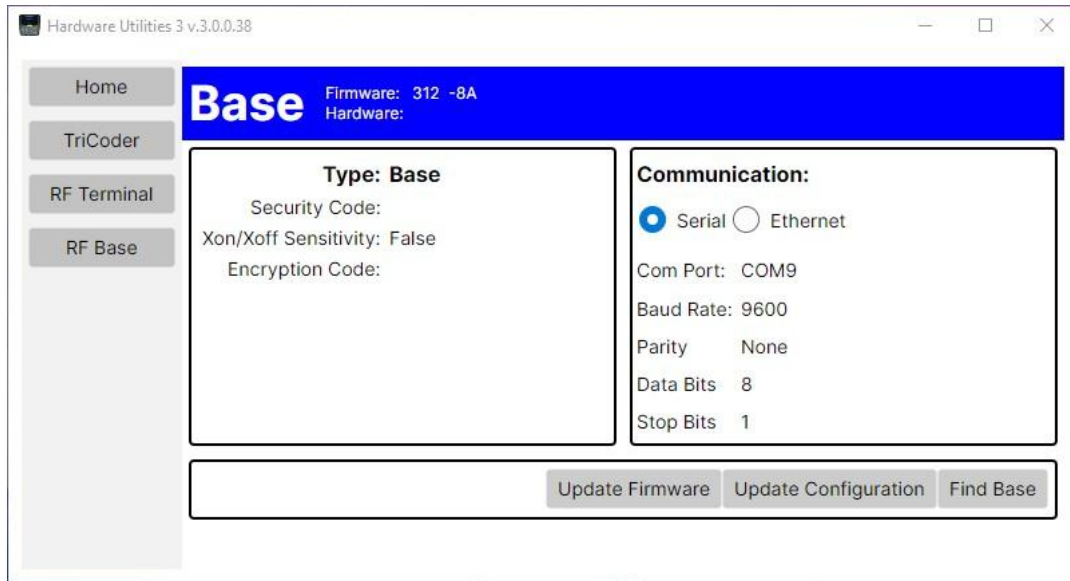 Hardware Utilities 3 v.3.0.0.38
Home
TriCoder
RF Terminal
RF Base
Base
Firmware: 312 -8A
Hardware:
Type: Base
Security Code:
Xon/Xoff Sensitivity: False
Encryption Code:
Communication:
Serial Ethernet
Com Port: COM9
Baud Rate: 9600
Parity None
Data Bits 8
Stop Bits 1
Update Firmware Update Configuration Find Base